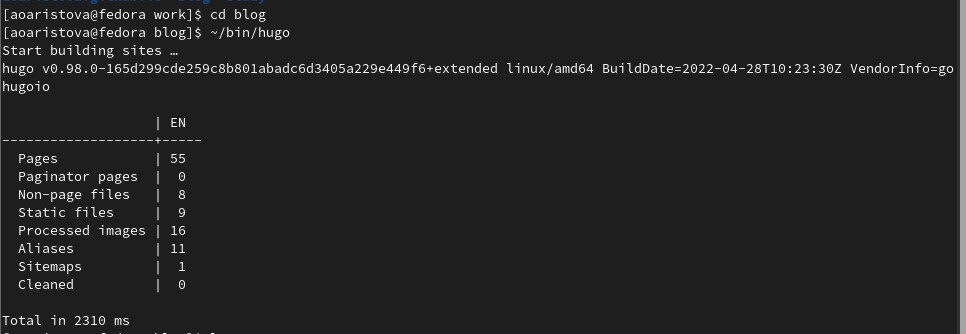 [aoaristova@fedora work]$ cd blog
[aoaristova@fedora blog]$ ~/bin/hugo
Start building sites …
hugo v0.98.0-165d299cde259c8b801abadc6d3405a229e449f6+extended linux/amd64 BuildDate=2022-04-28T10:23:30Z VendorInfo=go
hugoio
                   | EN
-------------------+-----
  Pages            | 55
  Paginator pages  |  0
  Non-page files   |  8
  Static files     |  9
  Processed images | 16
  Aliases          | 11
  Sitemaps         |  1
  Cleaned          |  0
Total in 2310 ms